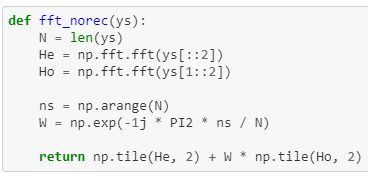 def fft_norec(ys):
    N = len(ys)
    He = np.fft.fft(ys[::2])
    Ho = np.fft.fft(ys[1::2])
    ns = np.arange(N)
    W = np.exp(-1j * PI2 * ns / N)
    return np.tile(He, 2) + W * np.tile(Ho, 2)